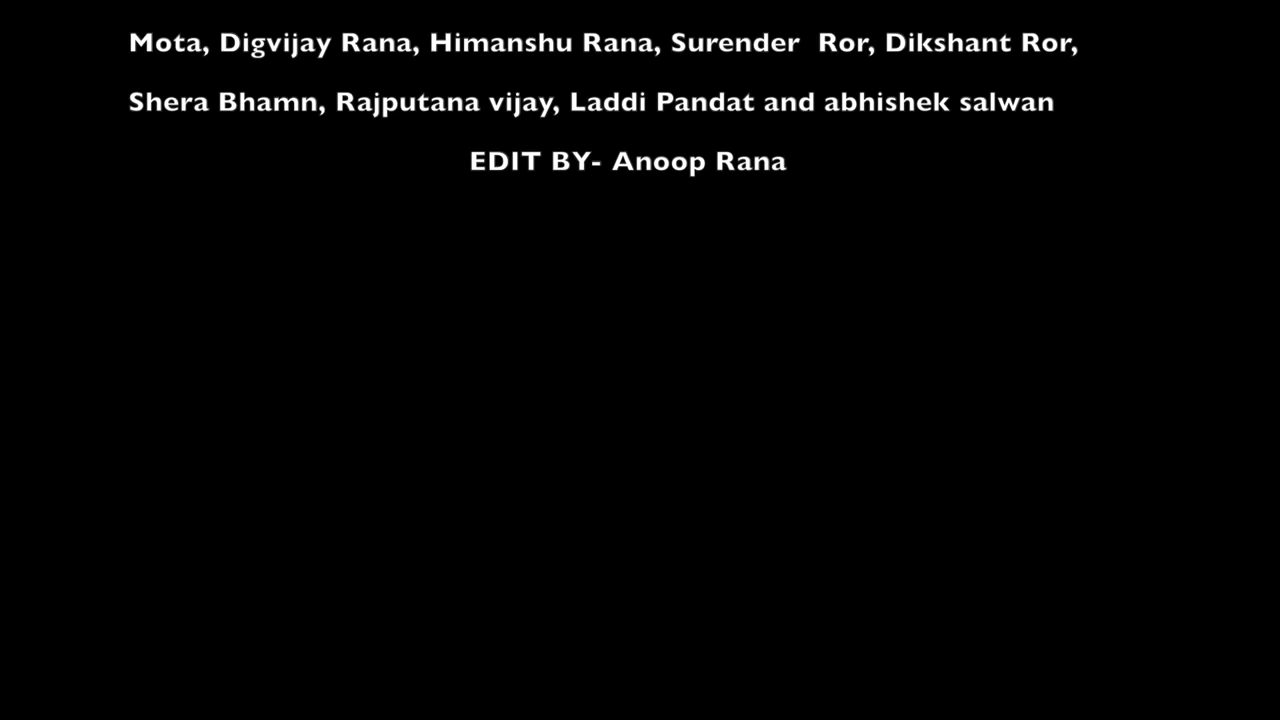 Mota, Digvijay Rana, Himanshu Rana, Surender  Ror, Dikshant Ror,
Shera Bhamn, Rajputana vijay, Laddi Pandat and abhishek salwan
EDIT BY- Anoop Rana